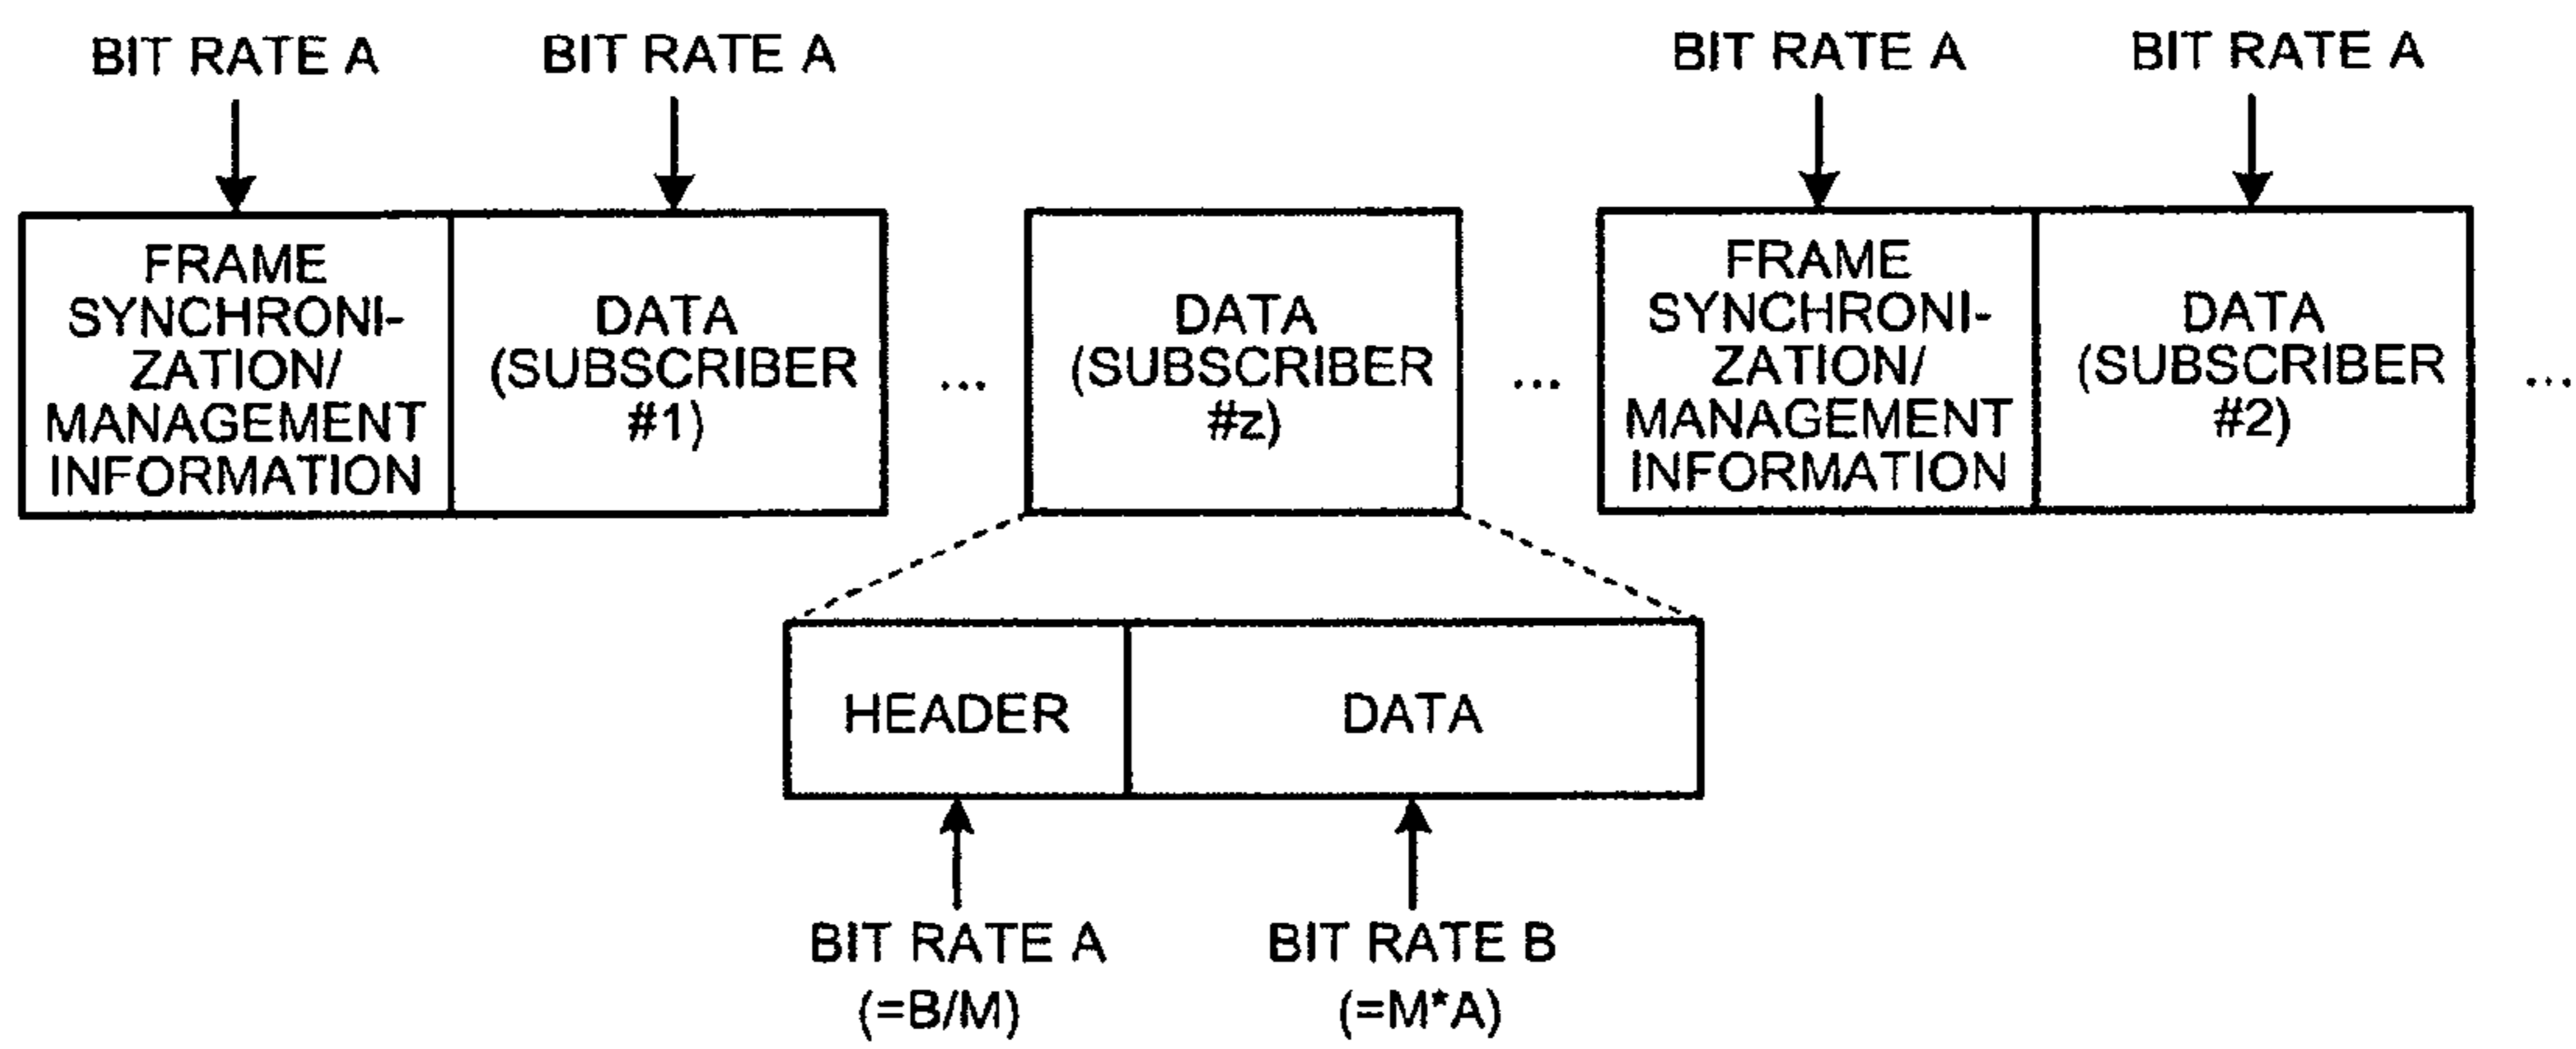 BIT RATE A
BIT RATE A
BIT RATE A
BIT RATE A
FRAME
SYNCHRONI-
ZATION/
MANAGEMENT
INFORMATION
DATA
(SUBSCRIBER
#1)
...
DATA
(SUBSCRIBER
#z)
...
FRAME
SYNCHRONI-
ZATION/
MANAGEMENT
INFORMATION
DATA
(SUBSCRIBER
#2)
...
HEADER
DATA
BIT RATE A
(=B/M)
BIT RATE B
(=M*A)